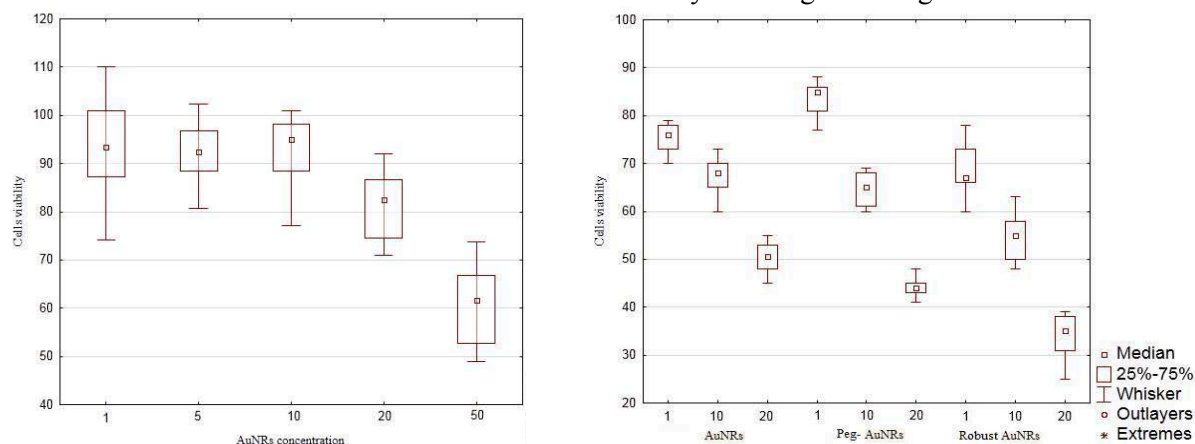 120
110
100
90
80
70
60
50
40
Culls viability
1 5 10 20 50
AuNRs concentration
100
90
80
70
60
50
40
30
20
Culls viability
1 10 20 1 10 20 1 10 20
AuNRs Peg- AuNRs Robust AuNRs
Median
25%-75%
Whisker
Outlayers
Extremes